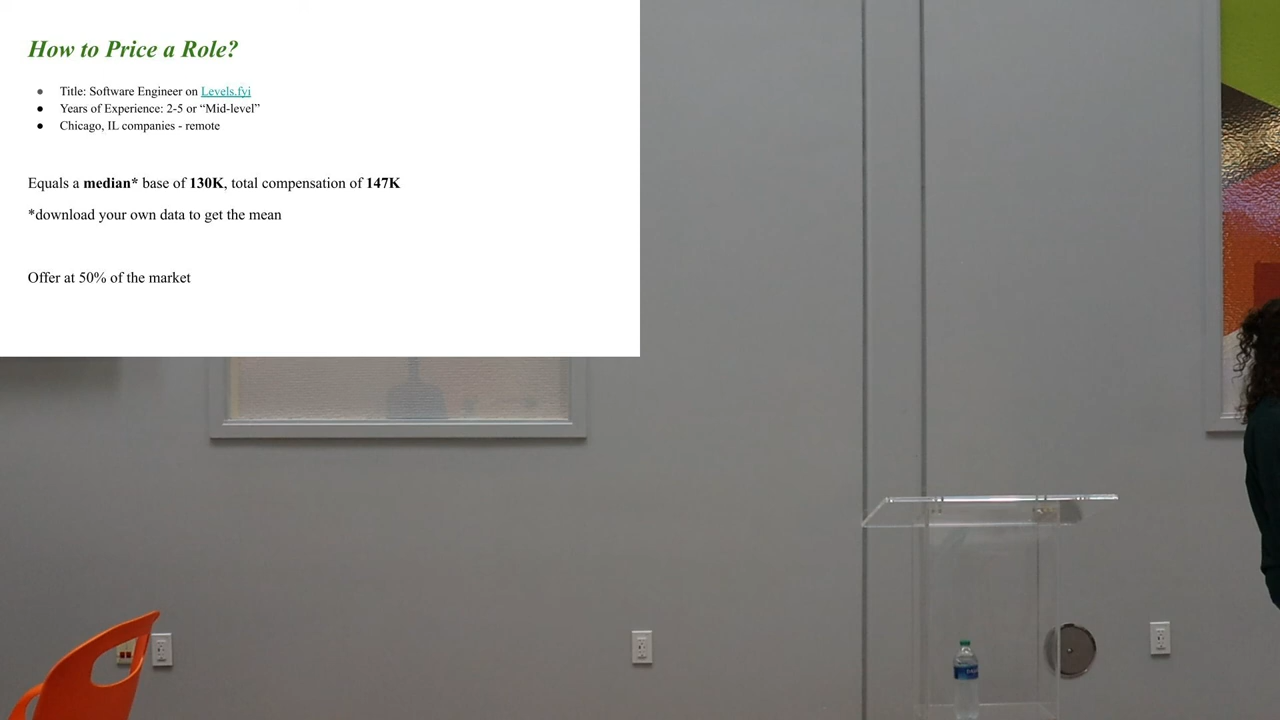 How to Price a Role?
● Title: Software Engineer on Levels.fyi
● Years of Experience: 2-5 or “Mid-level”
● Chicago, IL companies - remote
Equals a median* base of 130K, total compensation of 147K
*download your own data to get the mean
Offer at 50% of the market